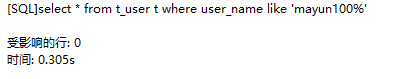 [SQL]select * from t_user t where user_name like 'mayun100%'
受影响的行: 0
时间: 0.305s